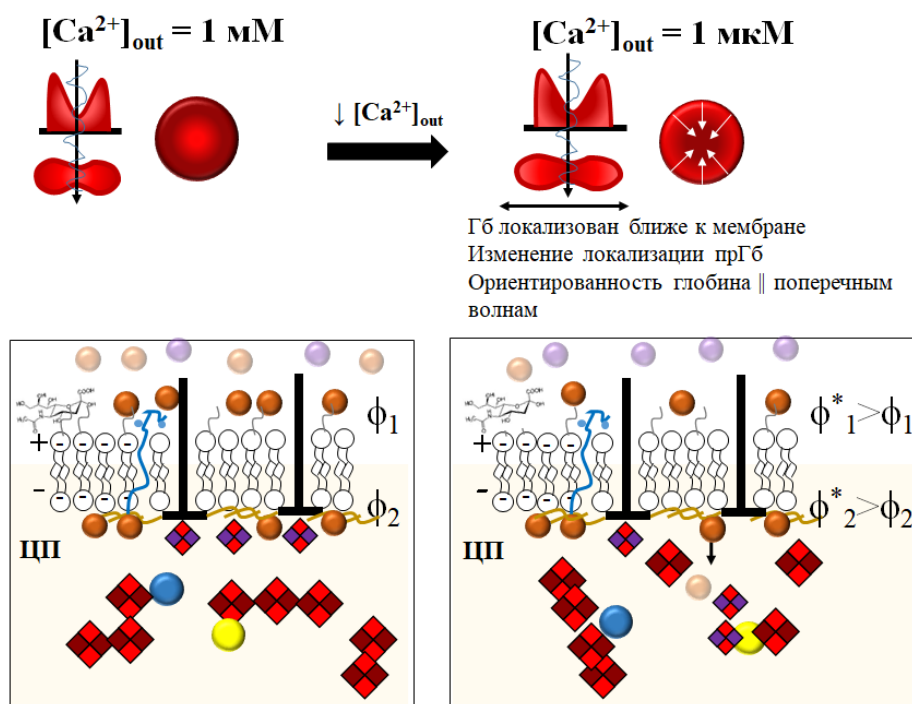 [Ca²⁺]out = 1 мМ
[Ca²⁺]out = 1 мкМ
↓ [Ca²⁺]out
Гб локализован ближе к мембране
Изменение локализации прГб
Ориентированность глобина || поперечным
волнам
ϕ₁
ϕ₂
ЦП
ϕ*₁>ϕ₁
ϕ*₂>ϕ₂
ЦП